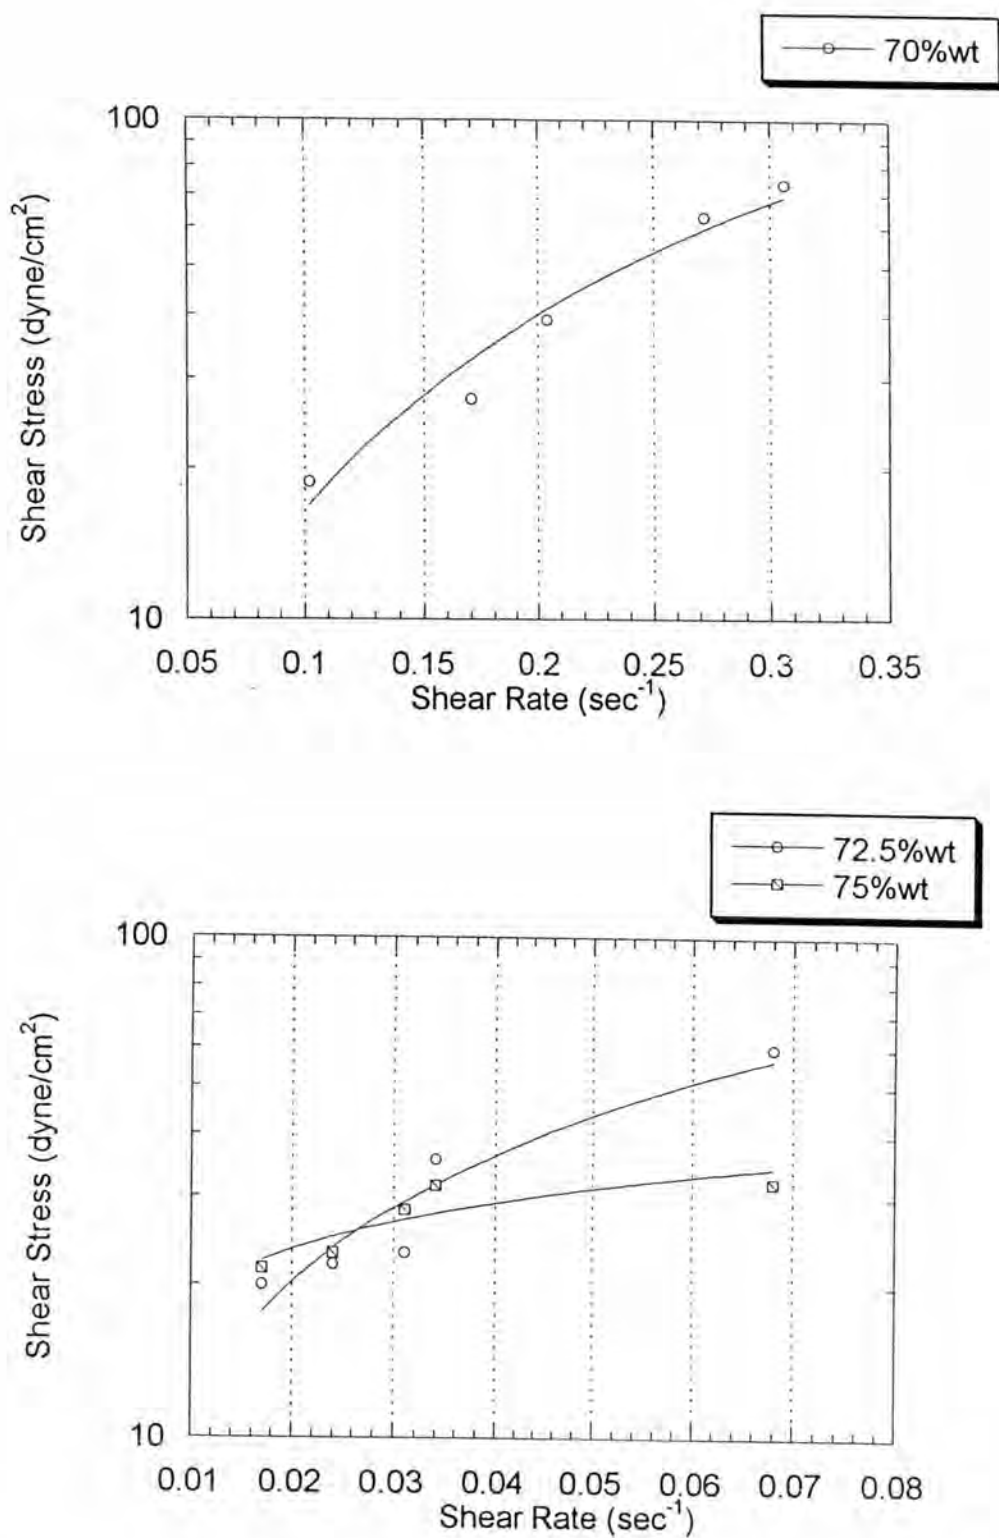 70%wt
100
10
Shear Stress (dyne/cm²)
0.05 0.1 0.15 0.2 0.25 0.3 0.35
Shear Rate (sec⁻¹)
72.5%wt
75%wt
100
10
Shear Stress (dyne/cm²)
0.01 0.02 0.03 0.04 0.05 0.06 0.07 0.08
Shear Rate (sec⁻¹)